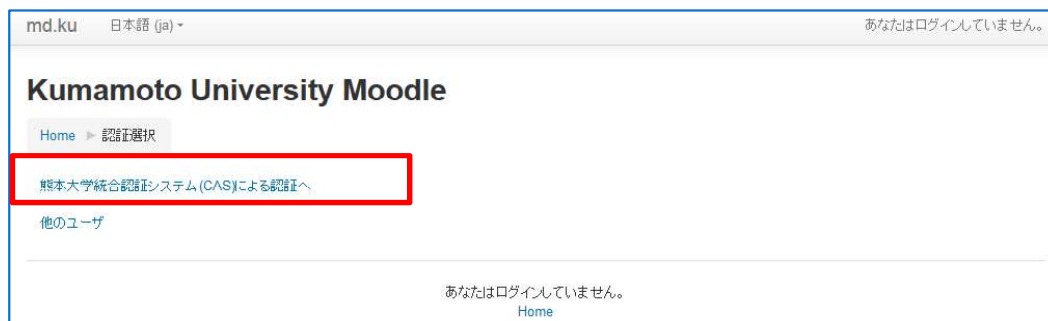 md.ku 日本語 (ja) あなたはログインしていません。
Kumamoto University Moodle
Home ▶ 認証選択
熊本大学統合認証システム(CAS)による認証へ
他のユーザ
あなたはログインしていません。
Home